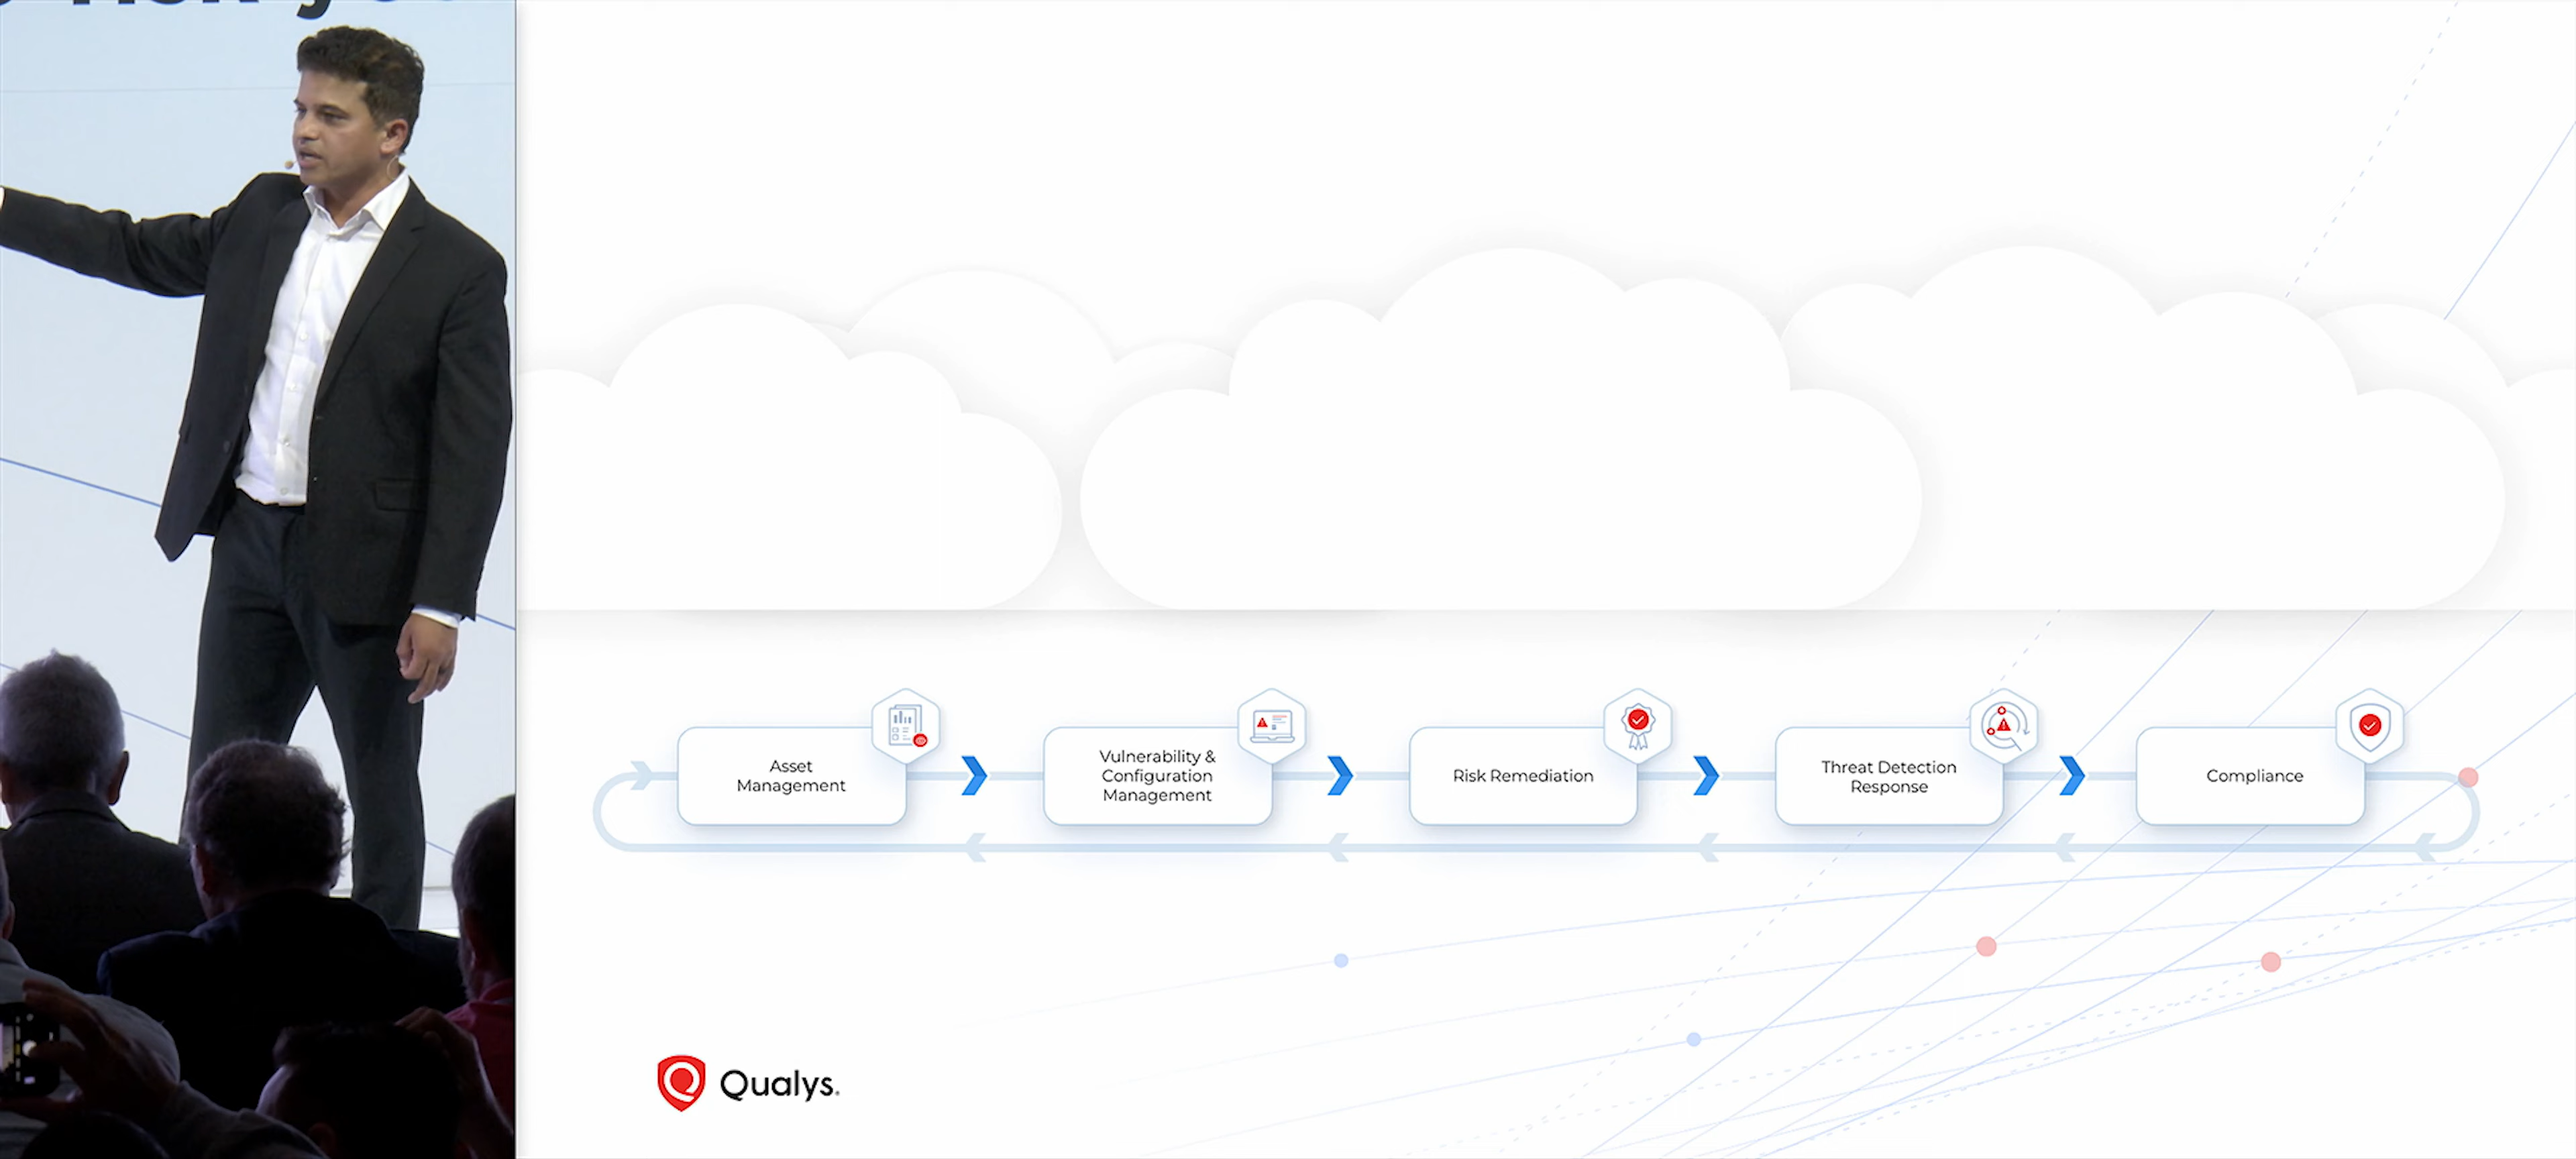 Asset
Management
Vulnerability &
Configuration
Management
Risk Remediation
Threat Detection
Response
Compliance
Qualys.